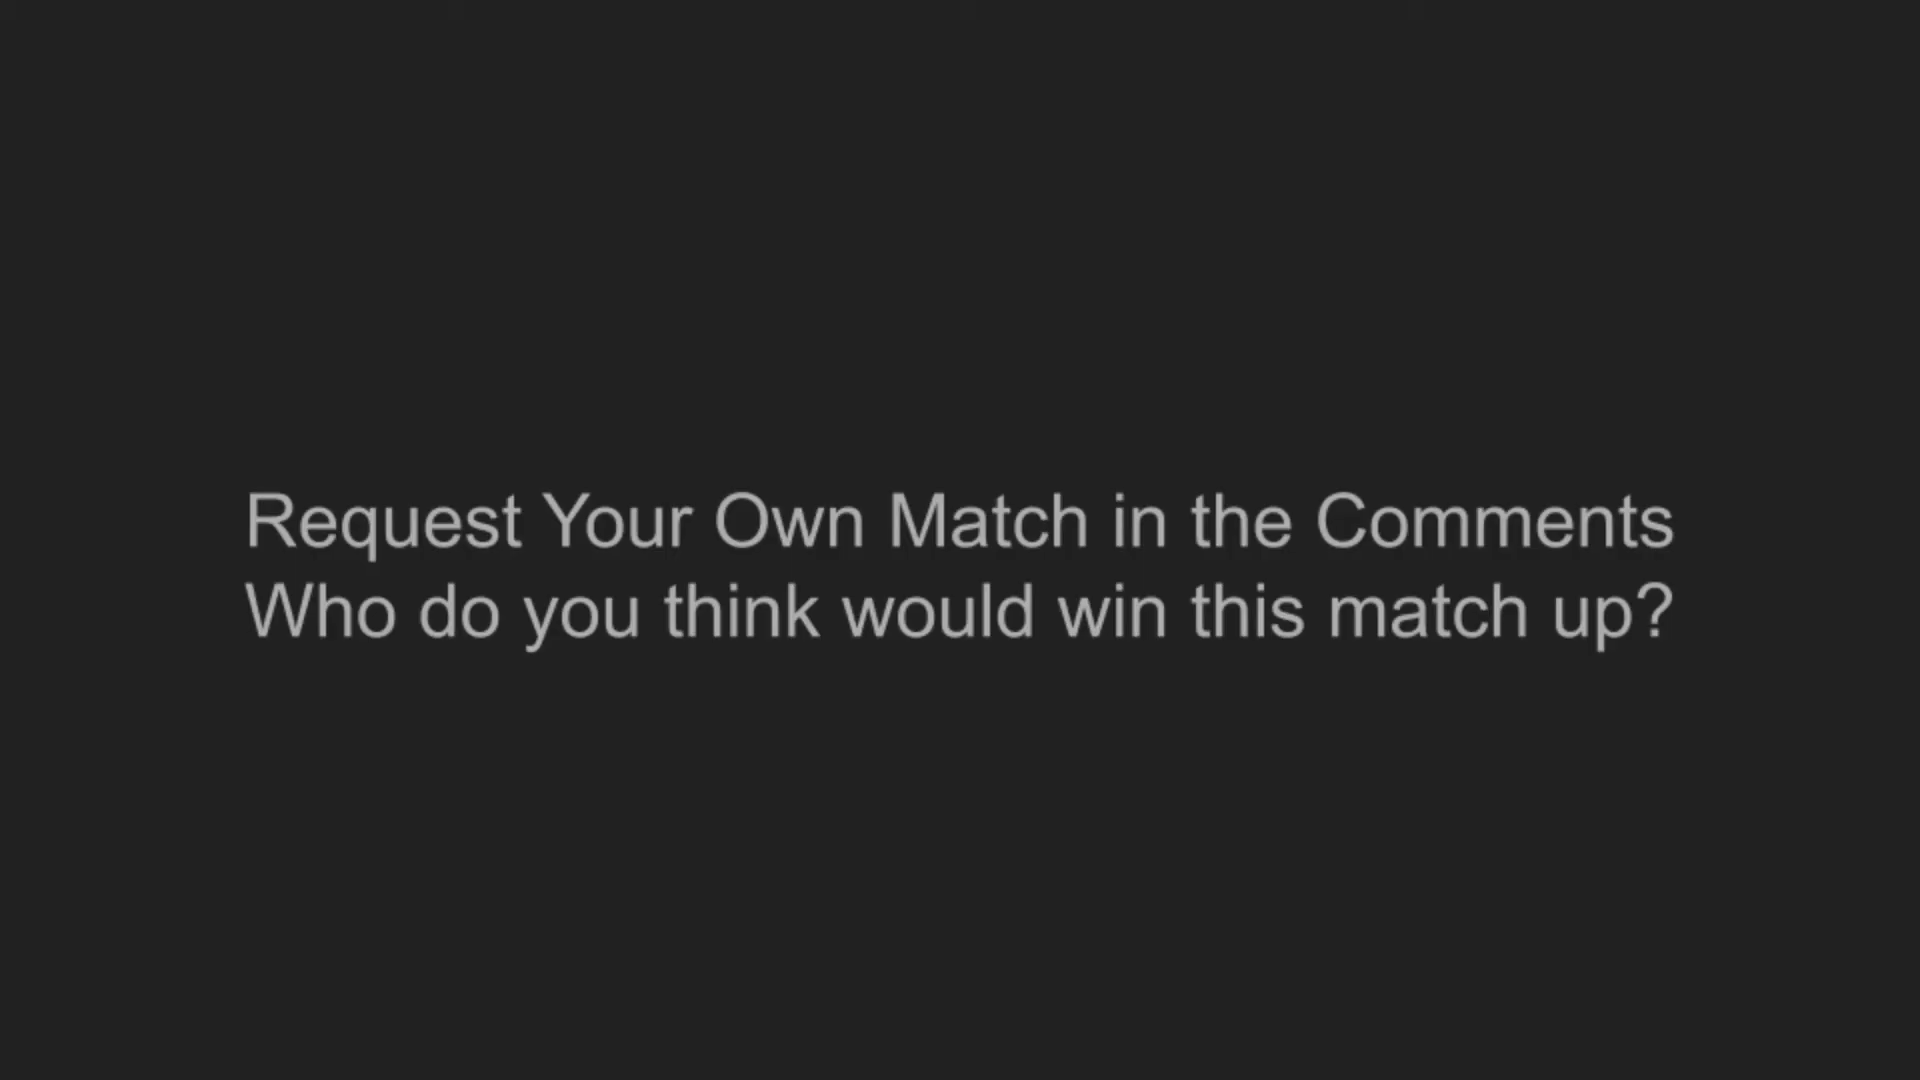 Request Your Own Match in the Comments
Who do you think would win this match up?